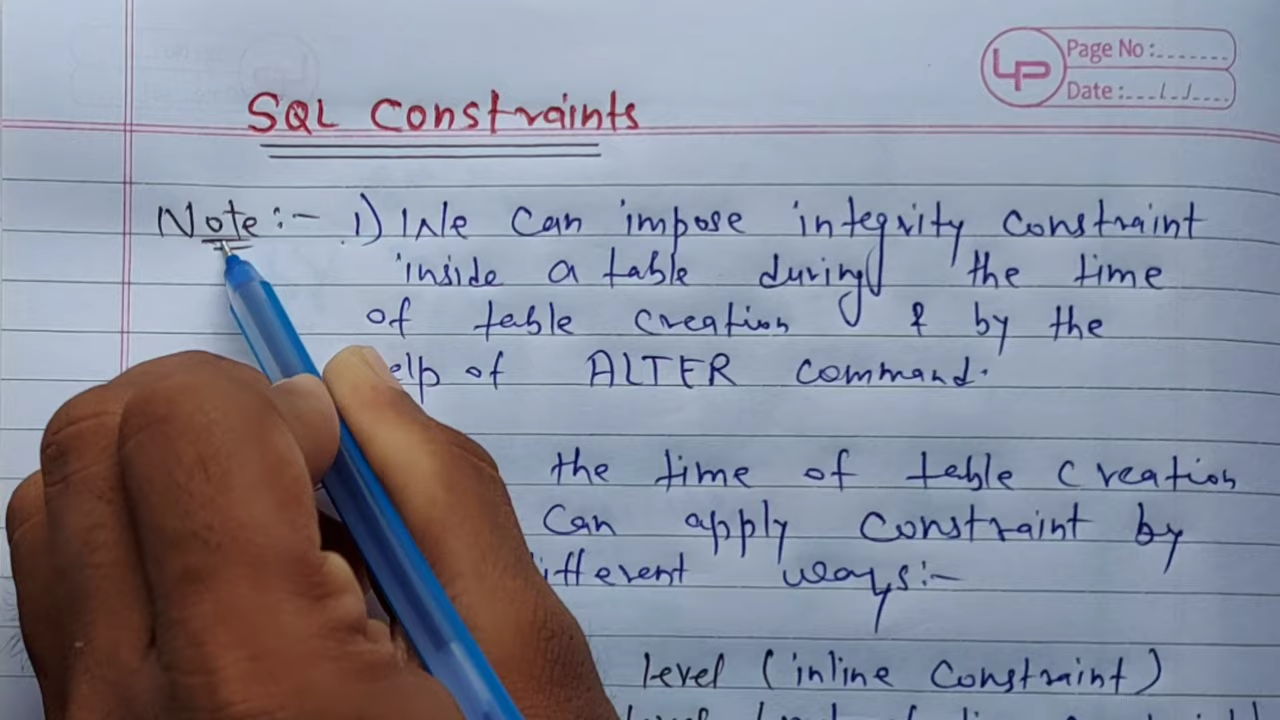 LP Page No :.......
Date :...../...../.....
SQL Constraints
Note:- 1) We can impose integrity constraint
inside a table during the time
of table creation & by the
elp of ALTER command.
the time of table creation
can apply constraint by
ifferent ways:-
level (inline constraint)
level